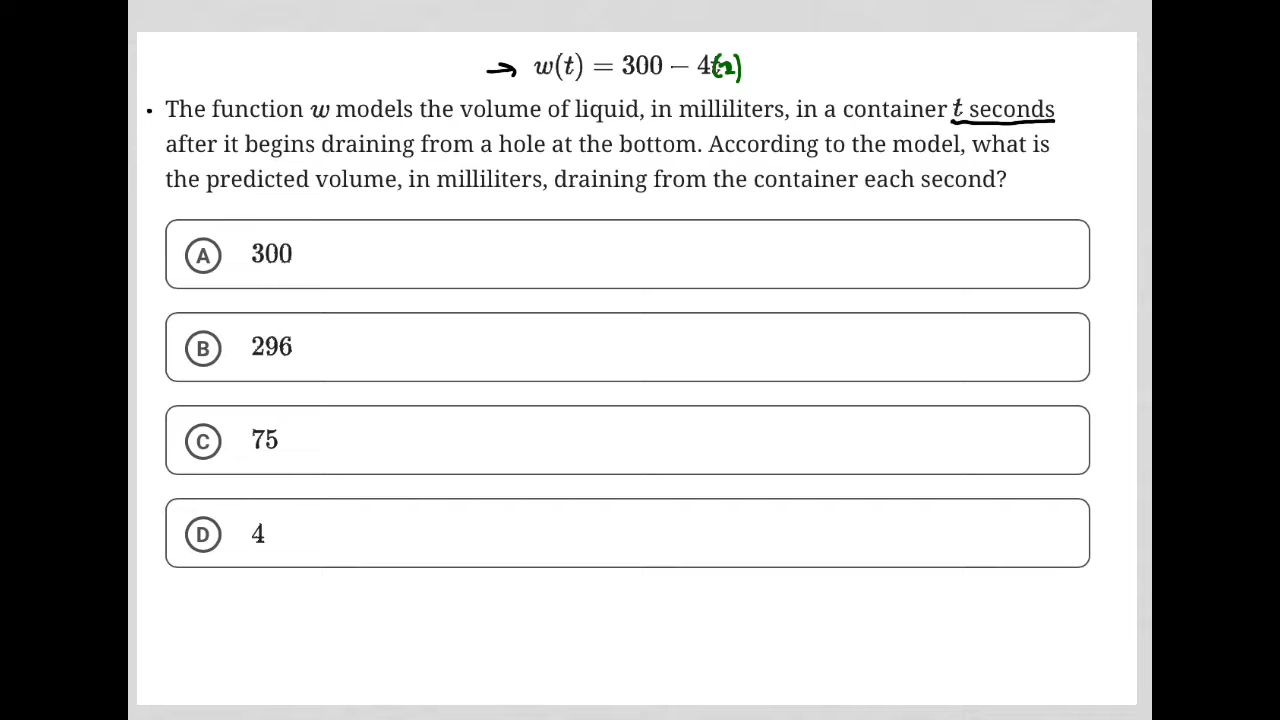 w(t) = 300 − 4(2)
The function w models the volume of liquid, in milliliters, in a container t seconds
after it begins draining from a hole at the bottom. According to the model, what is
the predicted volume, in milliliters, draining from the container each second?
A 300
B 296
C 75
D 4